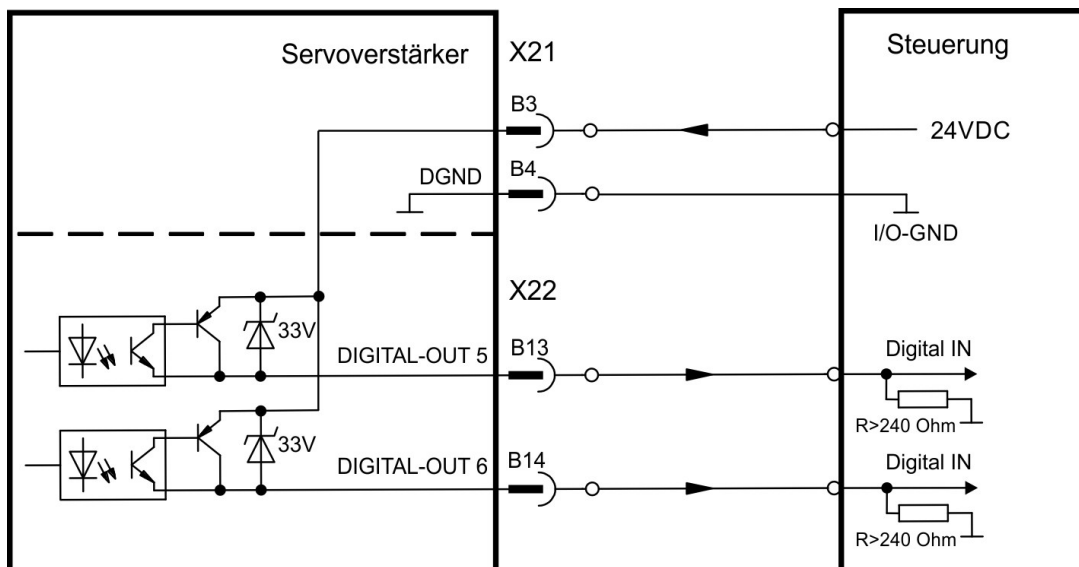 Servoverstärker
X21
Steuerung
B3
24VDC
DGND
B4
I/O-GND
X22
33V
DIGITAL-OUT 5
B13
Digital IN
R>240 Ohm
33V
DIGITAL-OUT 6
B14
Digital IN
R>240 Ohm